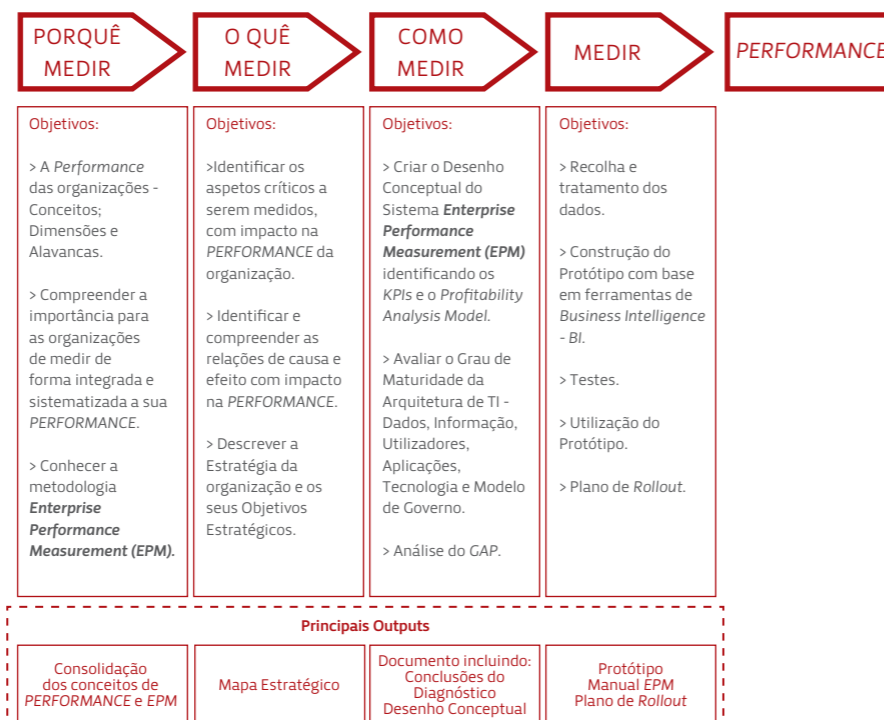 PORQUÊ
MEDIR
O QUÊ
MEDIR
COMO
MEDIR
MEDIR
PERFORMANCE
Objetivos:
> A Performance
das organizações -
Conceitos;
Dimensões e
Alavancas.
> Compreender a
importância para
as organizações
de medir de
forma integrada e
sistematizada a sua
PERFORMANCE.
> Conhecer a
metodologia
Enterprise
Performance
Measurement (EPM).
Objetivos:
>Identificar os
aspetos críticos a
serem medidos,
com impacto na
PERFORMANCE da
organização.
> Identificar e
compreender as
relações de causa e
efeito com impacto
na PERFORMANCE.
> Descrever a
Estratégia da
organização e os
seus Objetivos
Estratégicos.
Objetivos:
> Criar o Desenho
Conceptual do
Sistema Enterprise
Performance
Measurement (EPM)
identificando os
KPIs e o Profitability
Analysis Model.
> Avaliar o Grau de
Maturidade da
Arquitetura de TI -
Dados, Informação,
Utilizadores,
Aplicações,
Tecnologia e Modelo
de Governo.
> Análise do GAP.
Objetivos:
> Recolha e
tratamento dos
dados.
> Construção do
Protótipo com base
em ferramentas de
Business Intelligence
- BI.
> Testes.
> Utilização do
Protótipo.
> Plano de Rollout.
Principais Outputs
Consolidação
dos conceitos de
PERFORMANCE e EPM
Mapa Estratégico
Documento incluindo:
Conclusões do
Diagnóstico
Desenho Conceptual
Protótipo
Manual EPM
Plano de Rollout